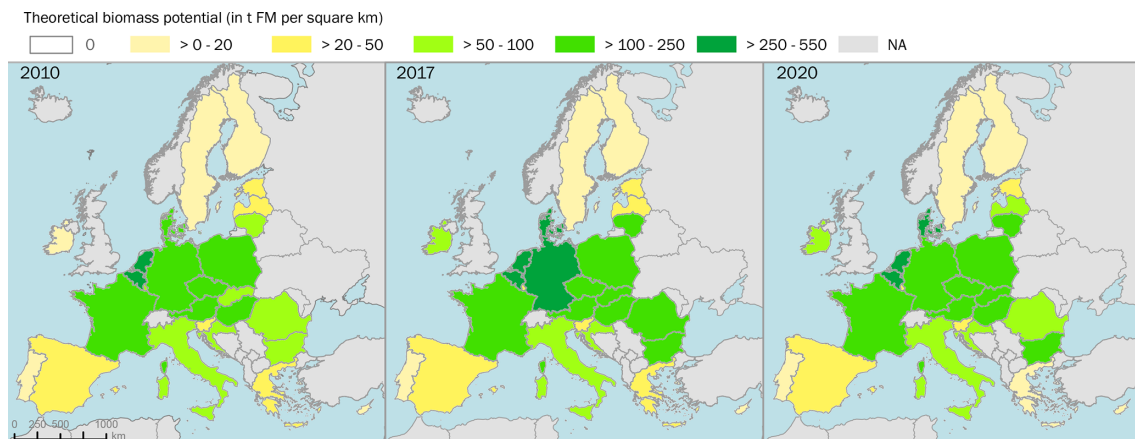 Theoretical biomass potential (in t FM per square km)
0 > 0 - 20 > 20 - 50 > 50 - 100 > 100 - 250 > 250 - 550 NA
2010 2017 2020
0 250 500 1000
km